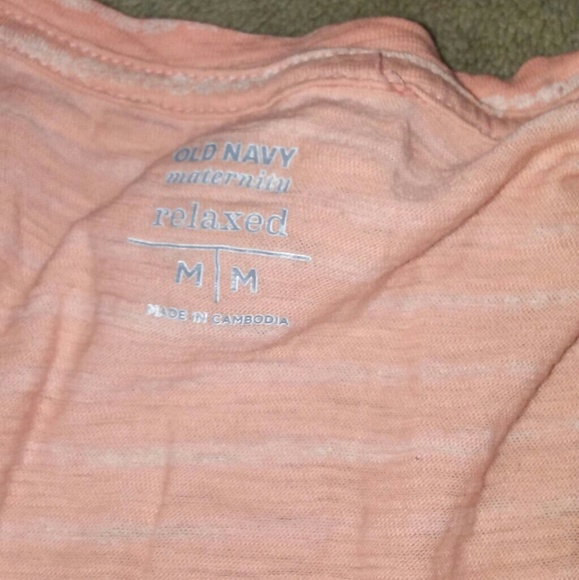 OLD NAVY
maternity
relaxed
M M
MADE IN CAMBODIA